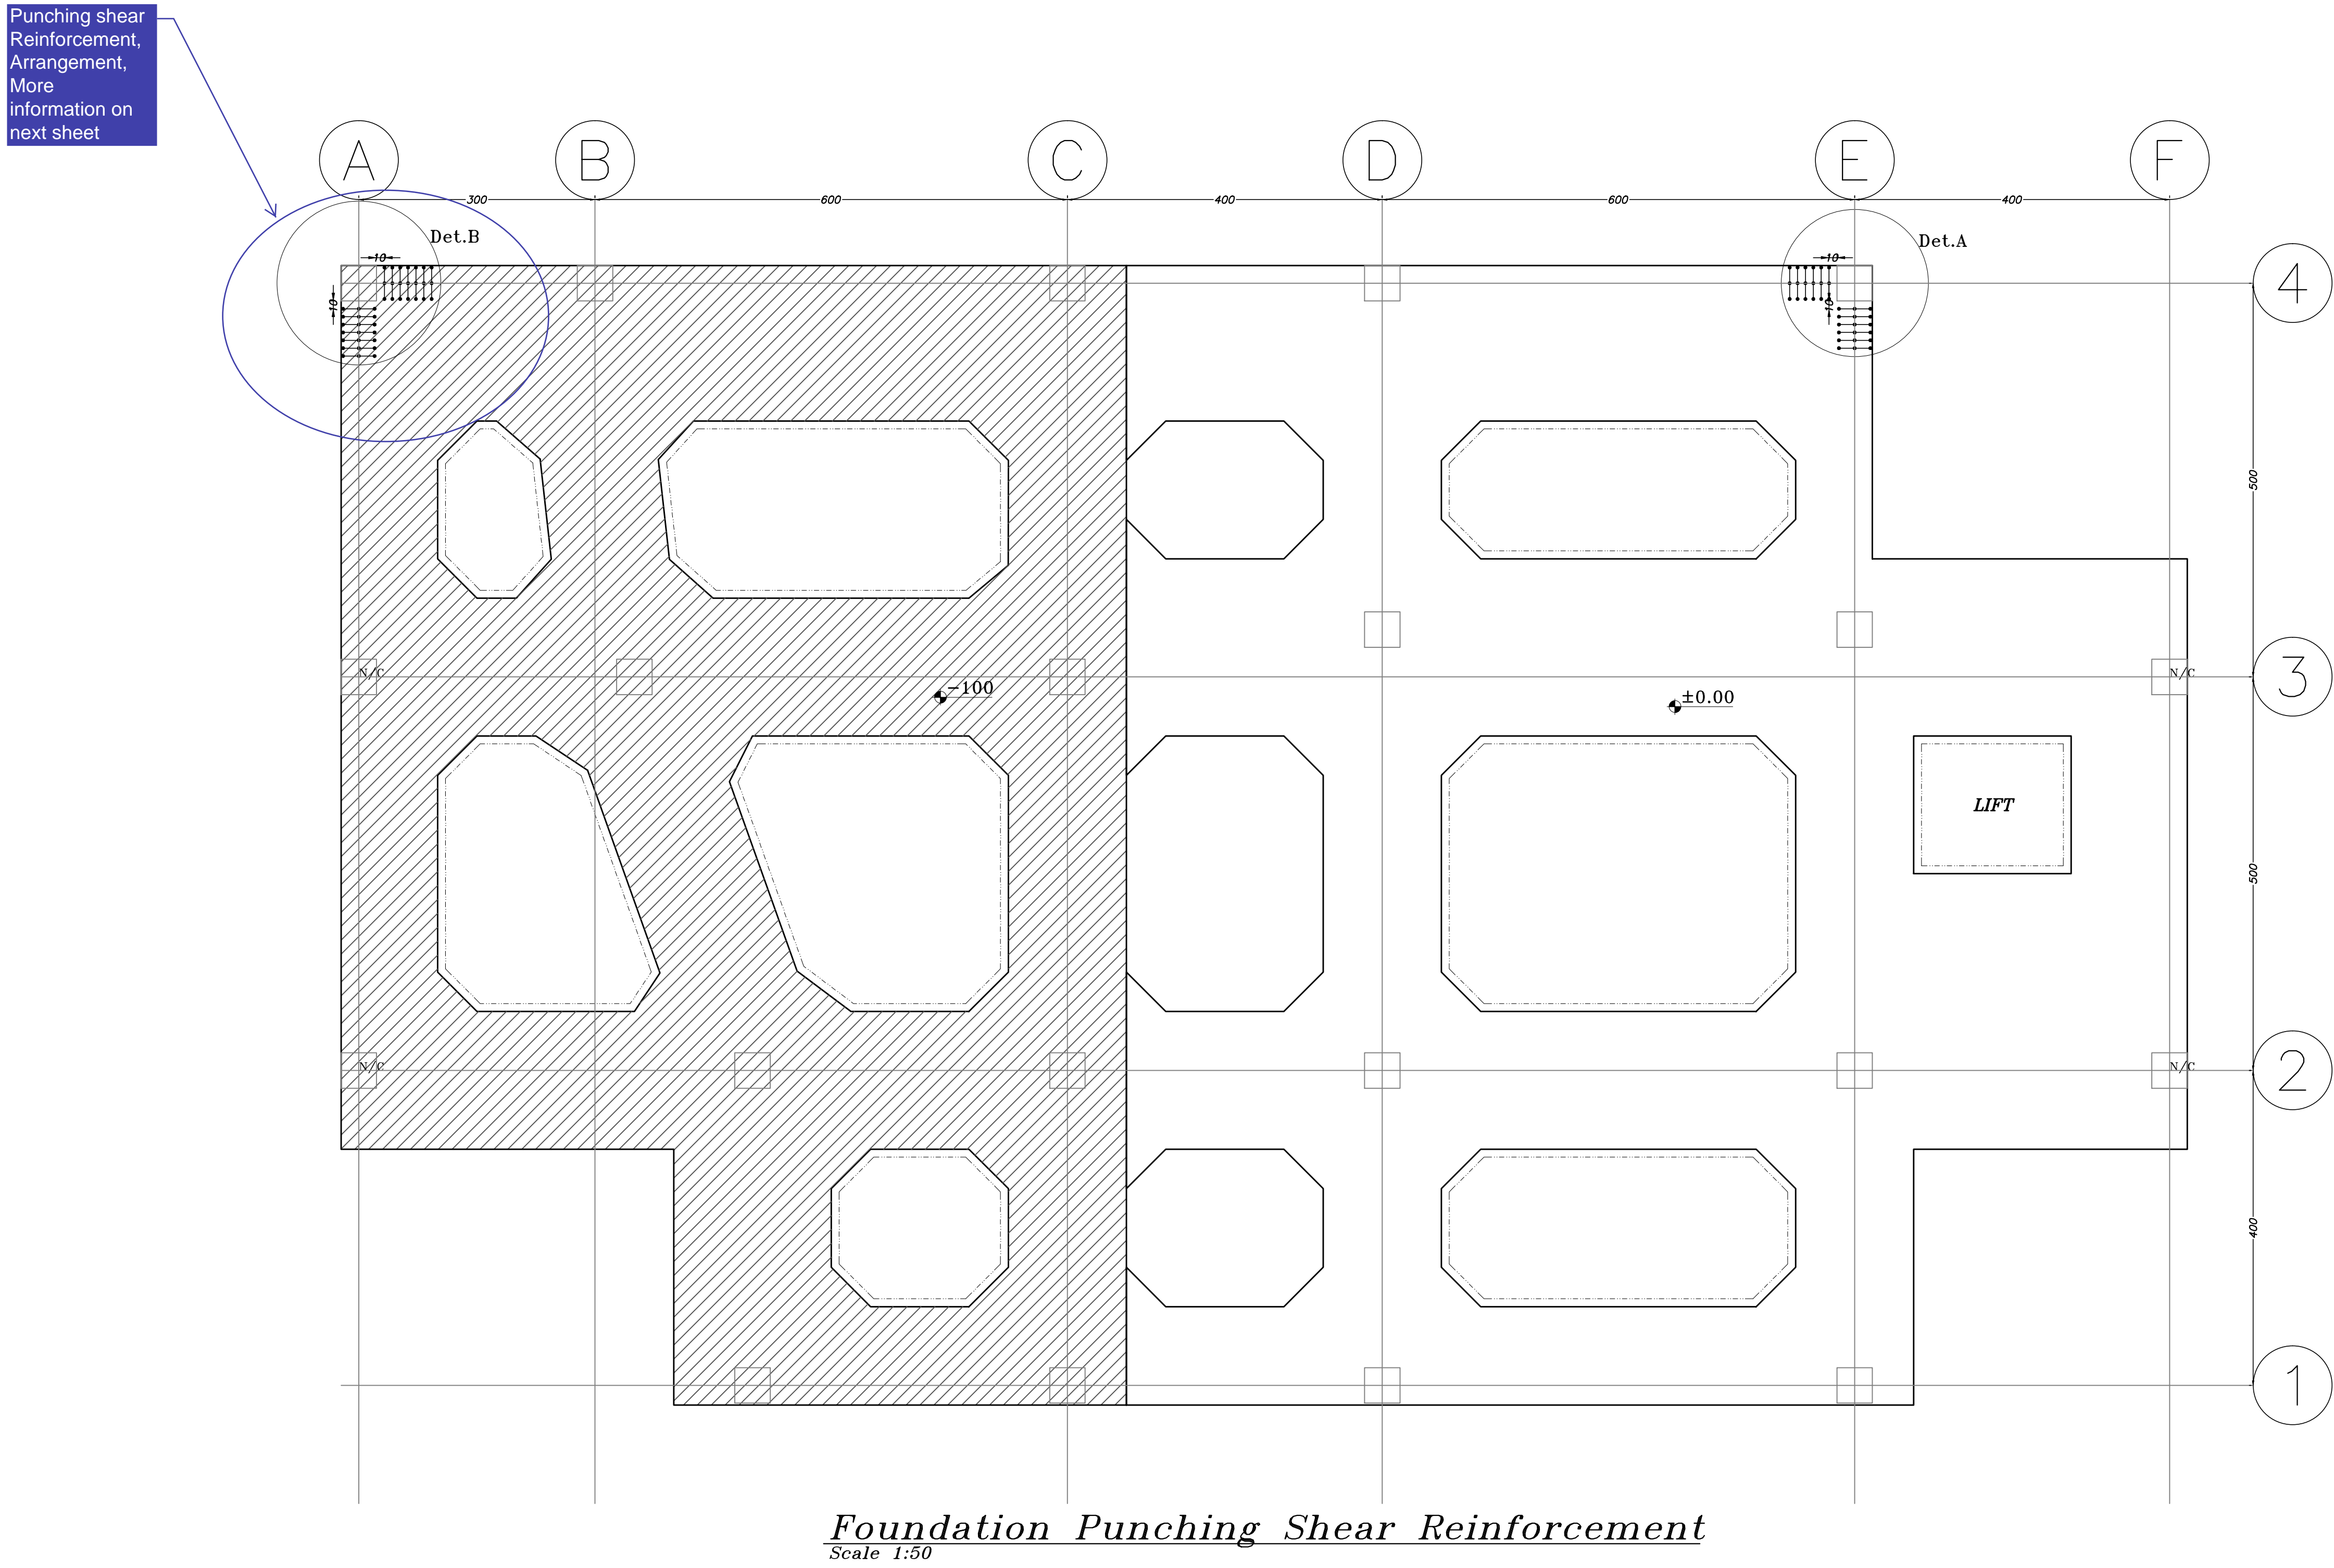 Punching shear
Reinforcement,
Arrangement,
More
information on
next sheet
A
B
C
D
E
F
300
600
400
600
400
Det.B
Det.A
10
10
10
10
4
500
N/C
3
N/C
-100
±0.00
LIFT
500
N/C
2
N/C
400
1
Foundation Punching Shear Reinforcement
Scale 1:50